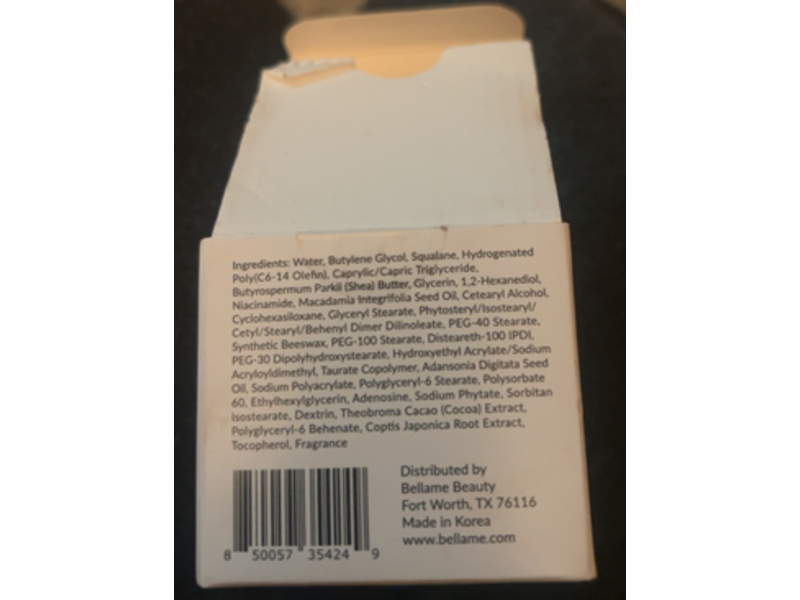 Ingredients: Water, Butylene Glycol, Squalane, Hydrogenated
Poly(C6-14 Olefin), Caprylic/Capric Triglyceride,
Butyrospermum Parkii (Shea) Butter, Glycerin, 1,2-Hexanediol,
Niacinamide, Macadamia Integrifolia Seed Oil, Cetearyl Alcohol,
Cyclohexasiloxane, Glyceryl Stearate, Phytosteryl/Isostearyl/
Cetyl/Stearyl/Behenyl Dimer Dilinoleate, PEG-40 Stearate,
Synthetic Beeswax, PEG-100 Stearate, Disteareth-100 IPDI,
PEG-30 Dipolyhydroxystearate, Hydroxyethyl Acrylate/Sodium
Acryloyldimethyl, Taurate Copolymer, Adansonia Digitata Seed
Oil, Sodium Polyacrylate, Polyglyceryl-6 Stearate, Polysorbate
60, Ethylhexylglycerin, Adenosine, Sodium Phytate, Sorbitan
Isostearate, Dextrin, Theobroma Cacao (Cocoa) Extract,
Polyglyceryl-6 Behenate, Coptis Japonica Root Extract,
Tocopherol, Fragrance
Distributed by
Bellame Beauty
Fort Worth, TX 76116
Made in Korea
www.bellame.com
8 50057 35424 9